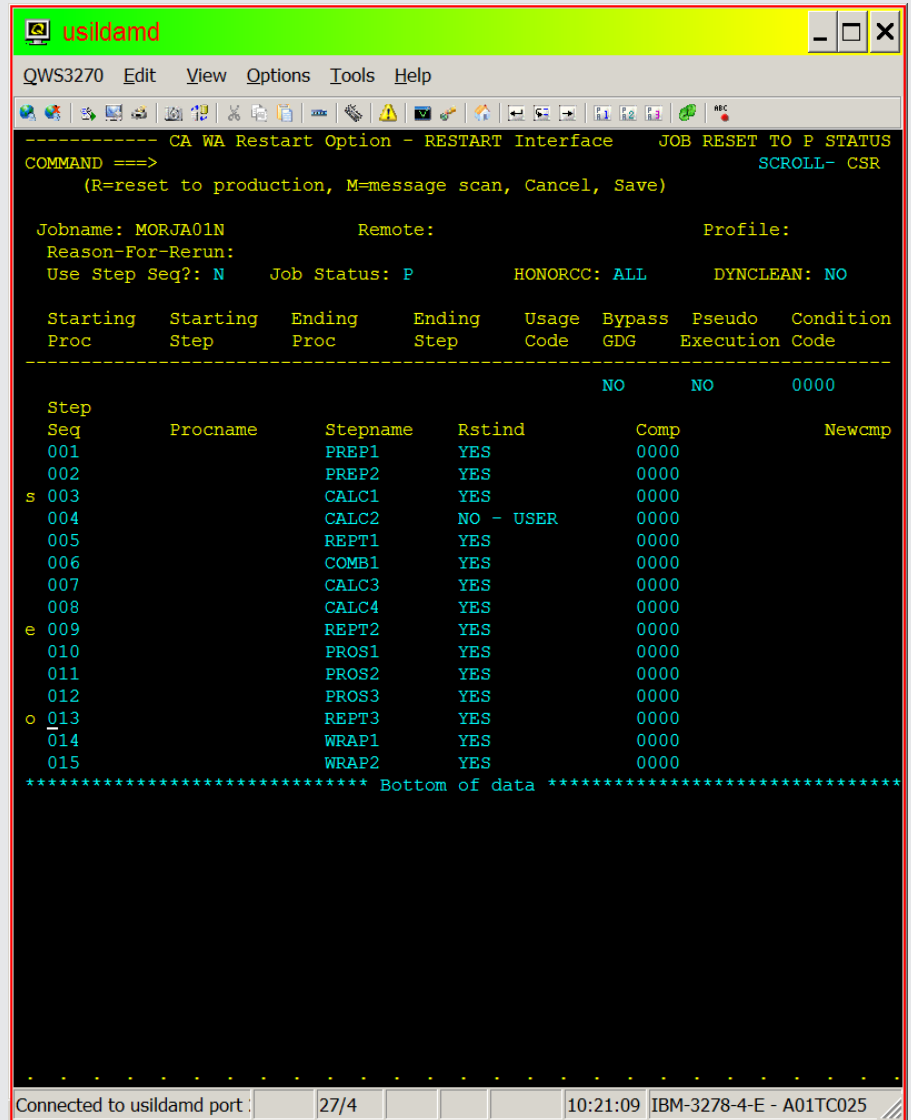 usildamd
QWS3270 Edit View Options Tools Help
------------ CA WA Restart Option - RESTART Interface JOB RESET TO P STATUS
COMMAND ===> SCROLL- CSR
(R=reset to production, M=message scan, Cancel, Save)
Jobname: MORJA01N Remote: Profile:
Reason-For-Rerun:
Use Step Seq?: N Job Status: P HONORCC: ALL DYNCLEAN: NO
Starting Starting Ending Ending Usage Bypass Pseudo Condition
Proc Step Proc Step Code GDG Execution Code
-------------------------------------------------------------------------------
NO NO 0000
Step
Seq Procname Stepname Rstind Comp Newcmp
001 PREP1 YES 0000
002 PREP2 YES 0000
s 003 CALC1 YES 0000
004 CALC2 NO - USER 0000
005 REPT1 YES 0000
006 COMB1 YES 0000
007 CALC3 YES 0000
008 CALC4 YES 0000
e 009 REPT2 YES 0000
010 PROS1 YES 0000
011 PROS2 YES 0000
012 PROS3 YES 0000
o 013 REPT3 YES 0000
014 WRAP1 YES 0000
015 WRAP2 YES 0000
******************************* Bottom of data ********************************
Connected to usildamd port 27/4 10:21:09 IBM-3278-4-E - A01TC025